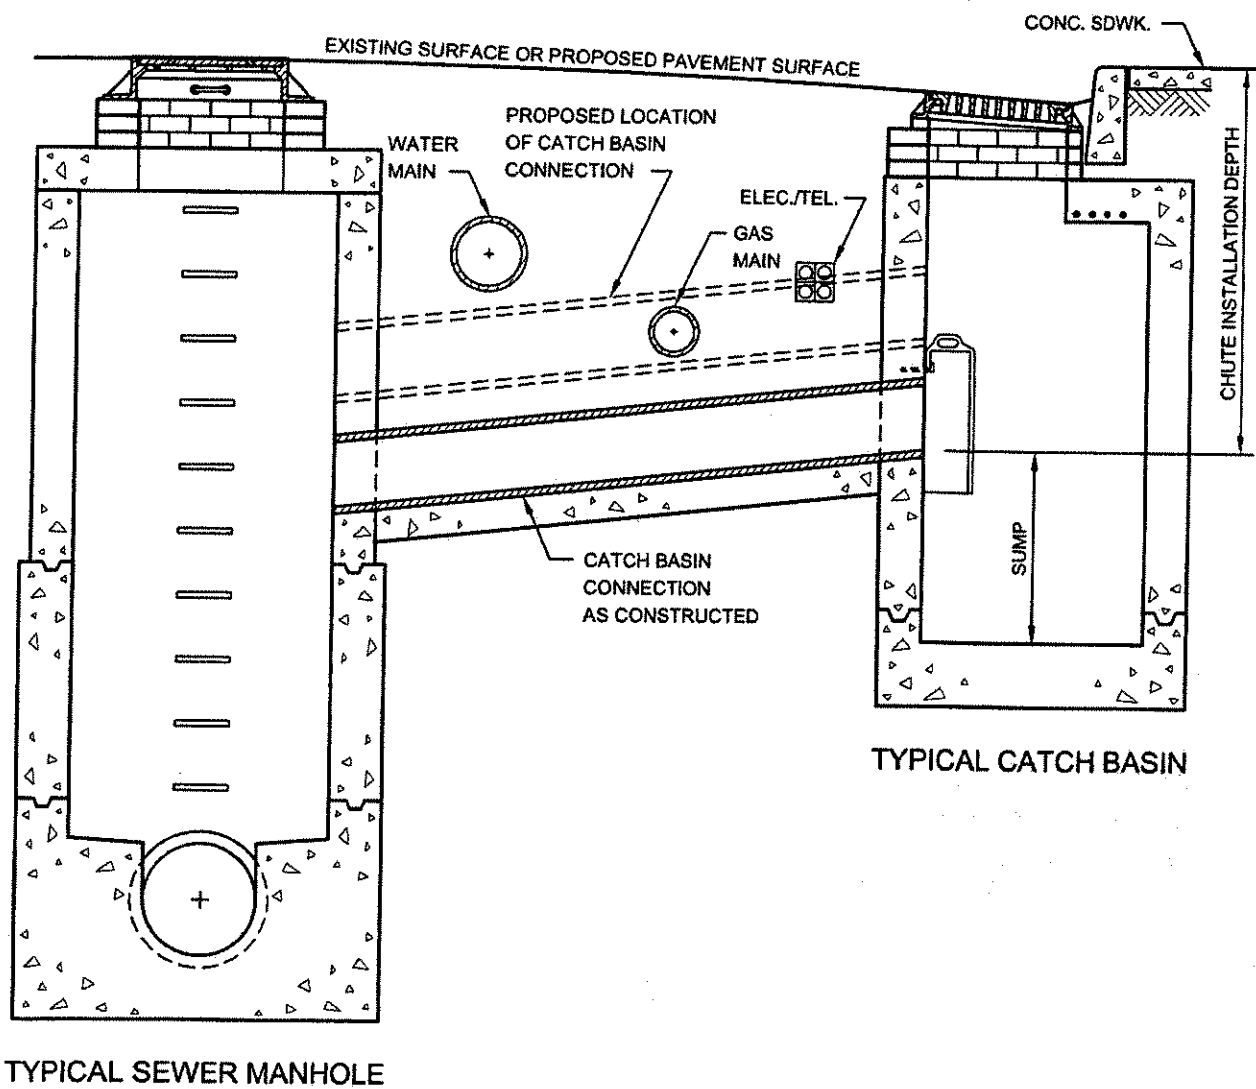 CONC. SDWK.
EXISTING SURFACE OR PROPOSED PAVEMENT SURFACE
PROPOSED LOCATION
OF CATCH BASIN
CONNECTION
WATER
MAIN
ELEC./TEL.
GAS
MAIN
CHUTE INSTALLATION DEPTH
SUMP
CATCH BASIN
CONNECTION
AS CONSTRUCTED
TYPICAL CATCH BASIN
TYPICAL SEWER MANHOLE